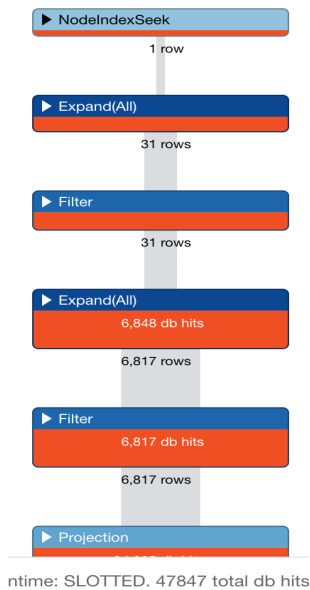 NodeIndexSeek
1 row
Expand(All)
31 rows
Filter
31 rows
Expand(All)
6,848 db hits
6,817 rows
Filter
6,817 db hits
6,817 rows
Projection
ntime: SLOTTED. 47847 total db hits